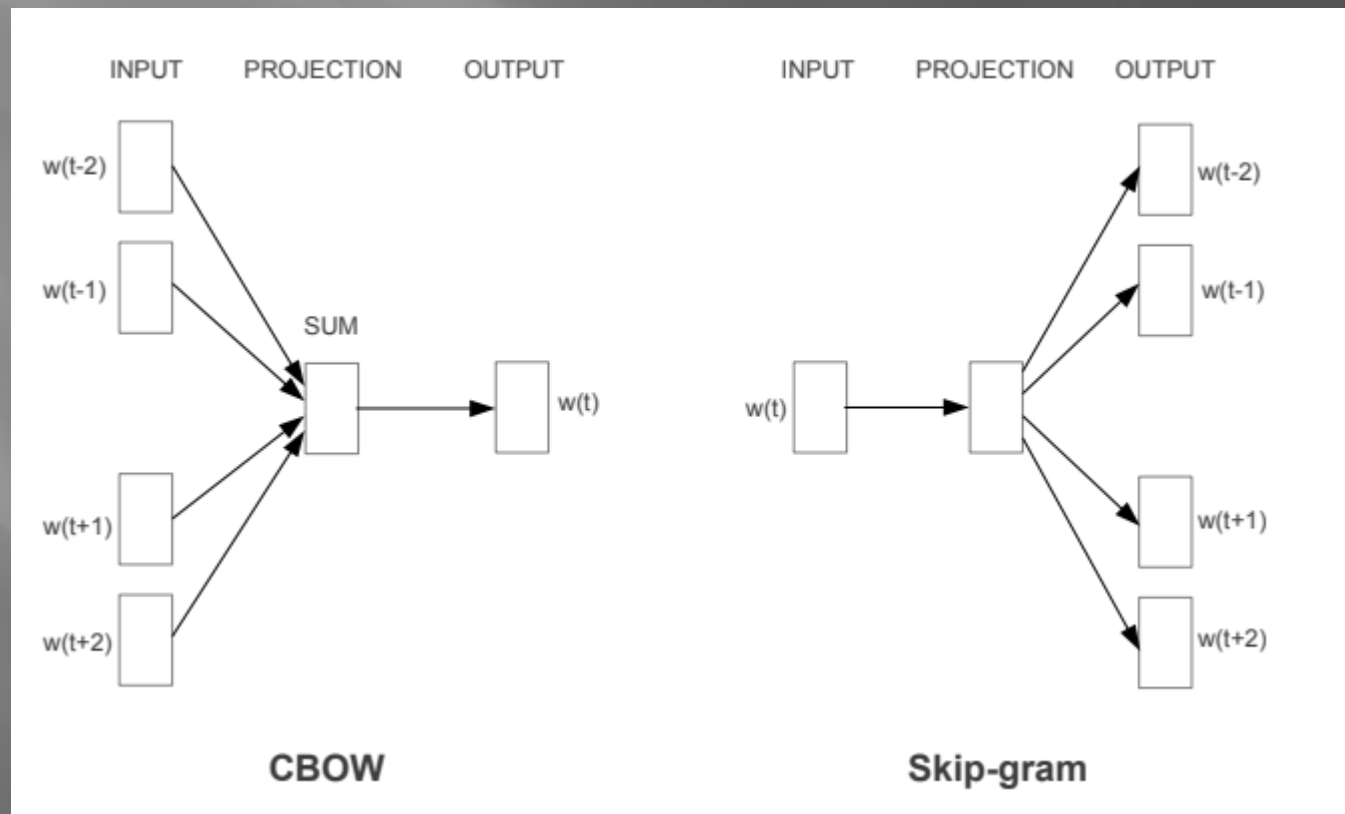 INPUT PROJECTION OUTPUT
w(t-2)
w(t-1)
SUM
w(t)
w(t+1)
w(t+2)
CBOW
INPUT PROJECTION OUTPUT
w(t-2)
w(t-1)
w(t)
w(t+1)
w(t+2)
Skip-gram